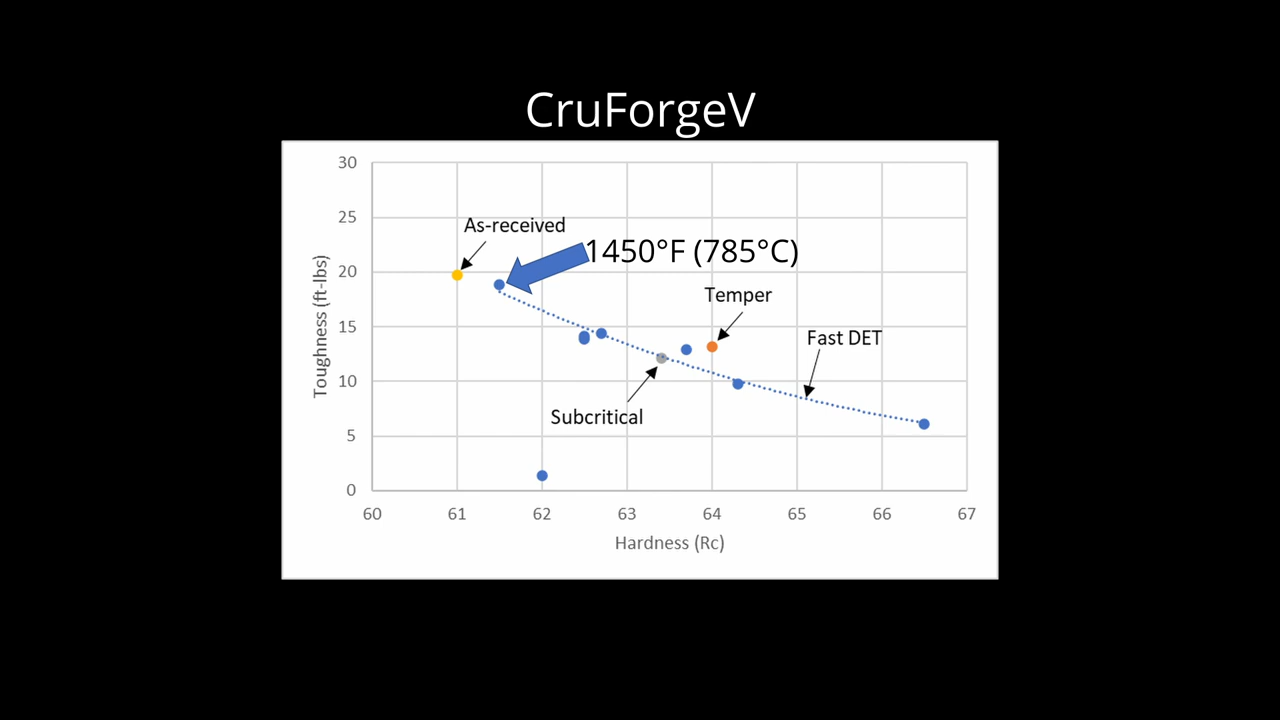 CruForgeV
30
25
20
15
10
5
0
Toughness (ft-lbs)
As-received
1450°F (785°C)
Temper
Fast DET
Subcritical
60 61 62 63 64 65 66 67
Hardness (Rc)